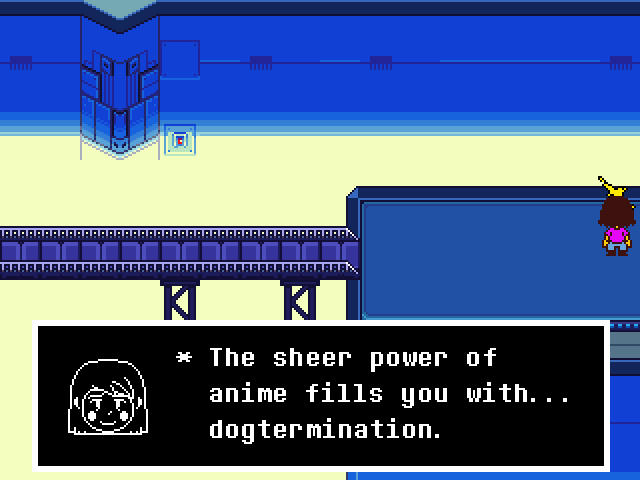 * The sheer power of
anime fills you with...
dogtermination.